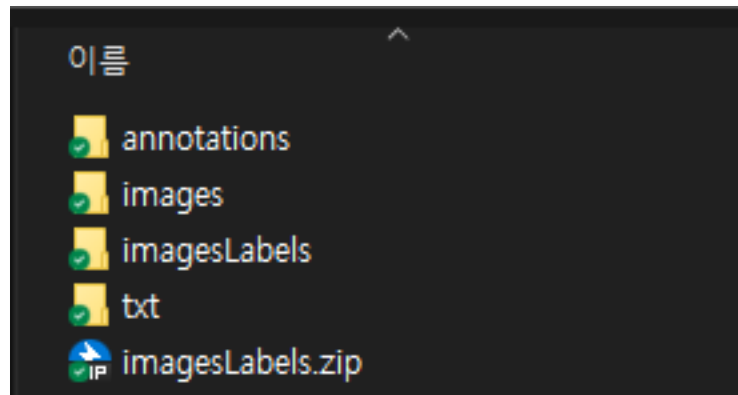 이름
annotations
images
imagesLabels
txt
imagesLabels.zip